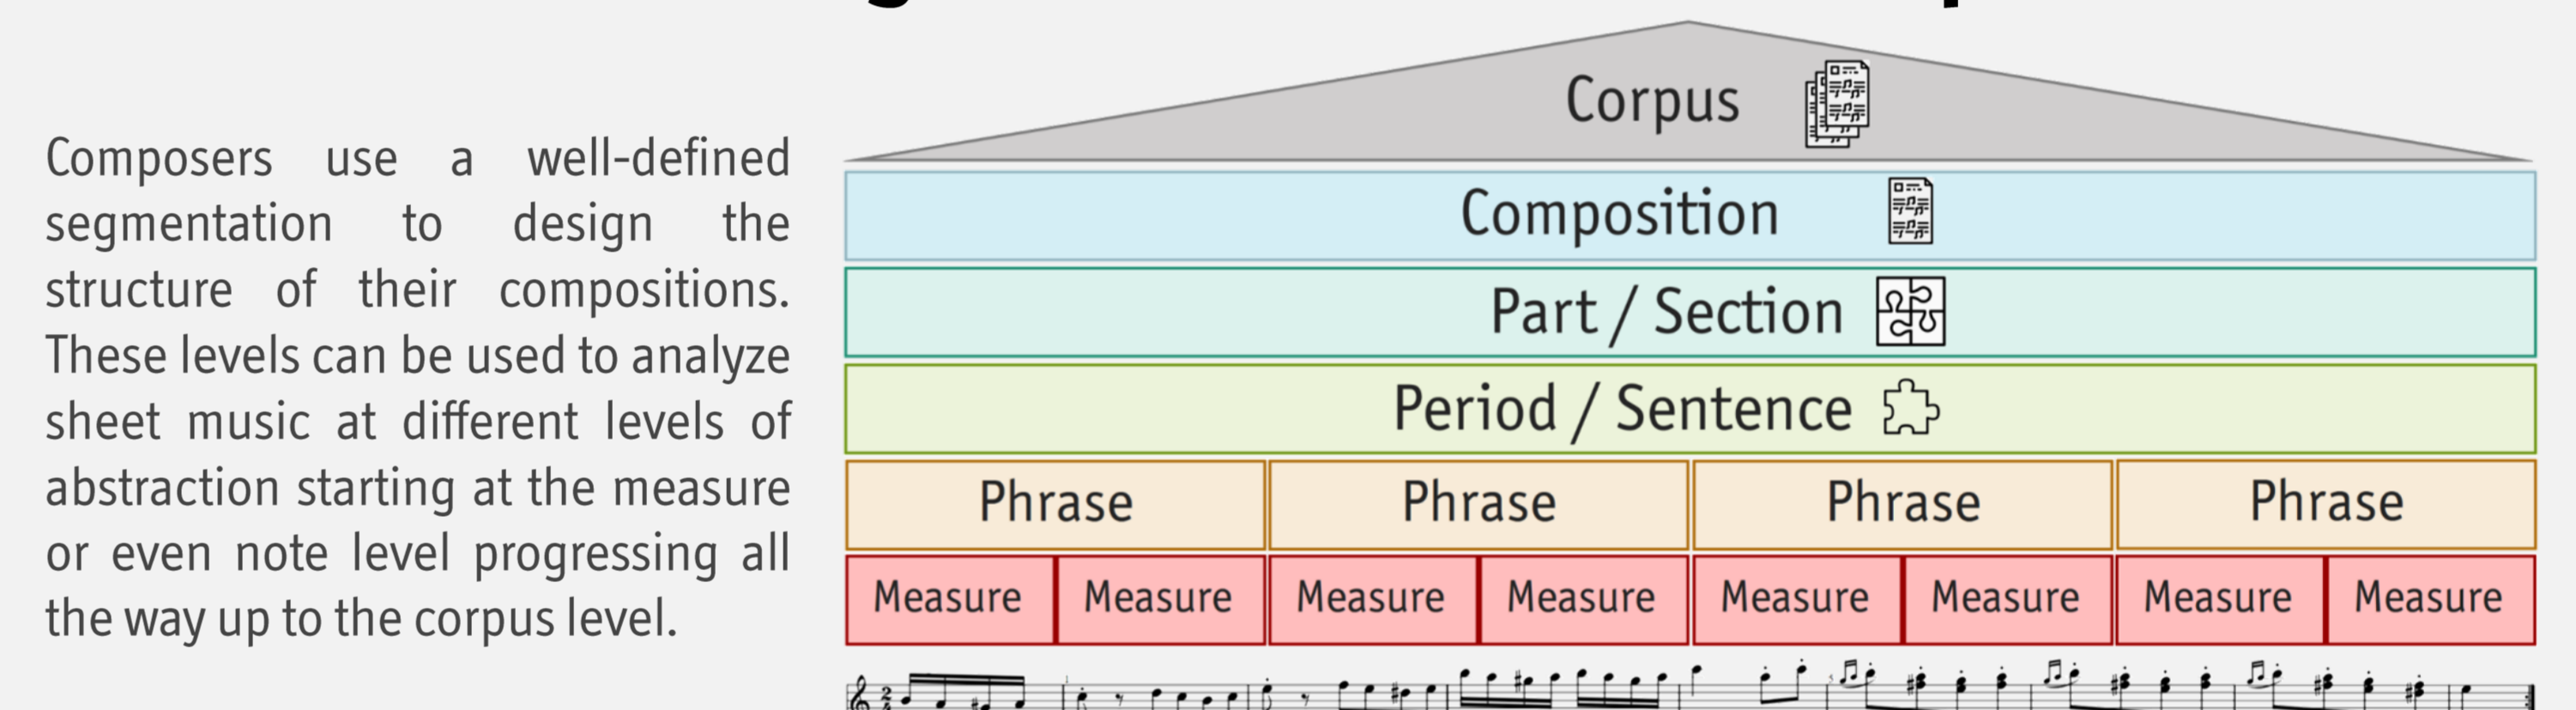 Composers use a well-defined
segmentation to design the
structure of their compositions.
These levels can be used to analyze
sheet music at different levels of
abstraction starting at the measure
or even note level progressing all
the way up to the corpus level.
Corpus
Composition
Part / Section
Period / Sentence
Phrase Phrase Phrase Phrase
Measure Measure Measure Measure Measure Measure Measure Measure